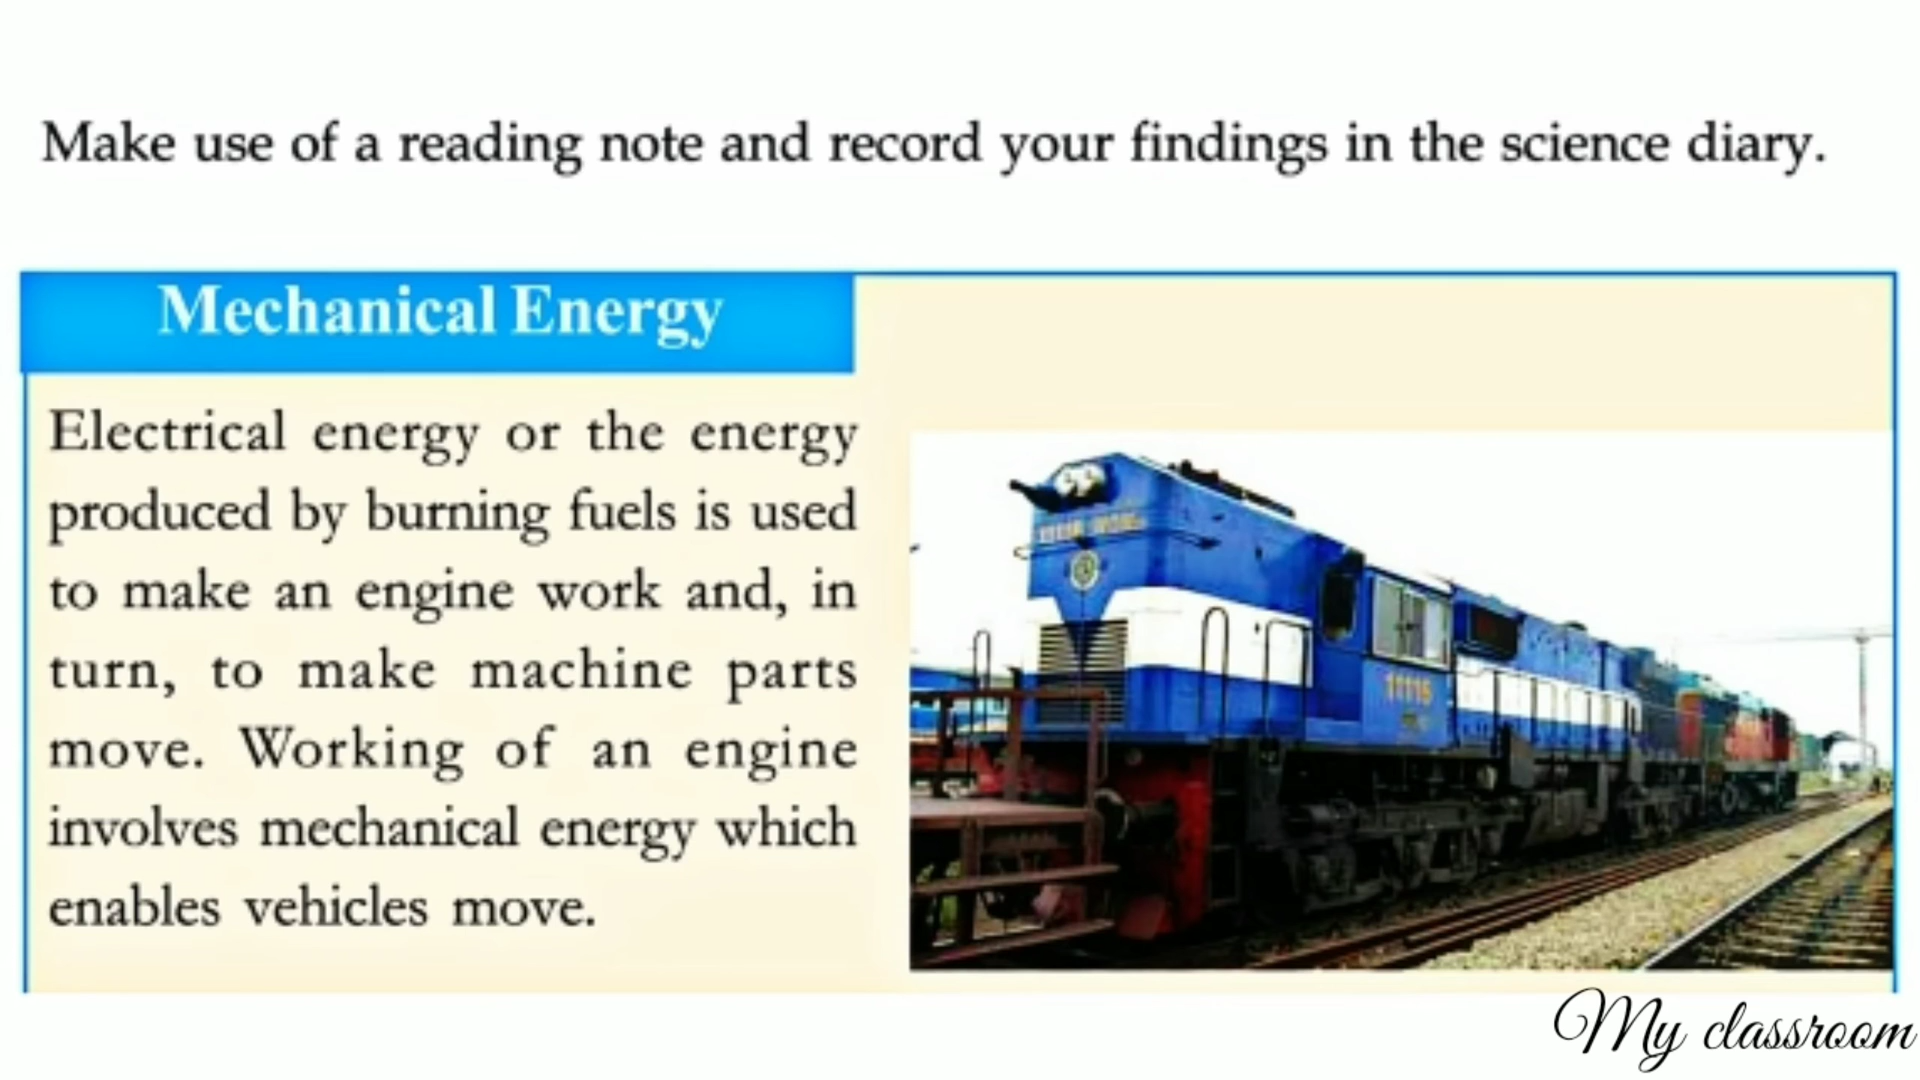 Make use of a reading note and record your findings in the science diary.
Mechanical Energy
Electrical energy or the energy
produced by burning fuels is used
to make an engine work and, in
turn, to make machine parts
move. Working of an engine
involves mechanical energy which
enables vehicles move.
11115
My classroom